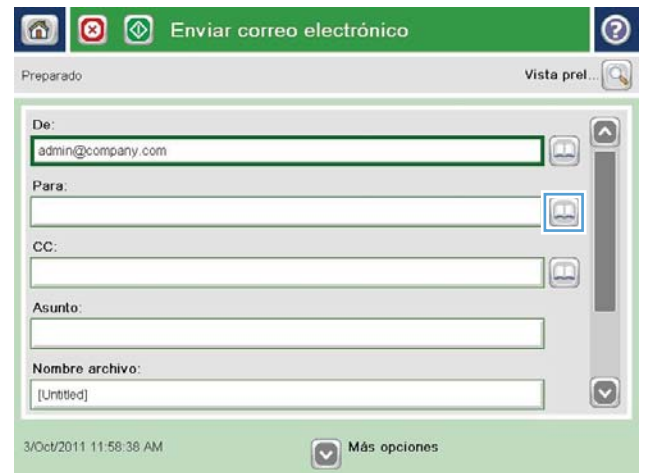 Enviar correo electrónico
Preparado
Vista prel...
De:
admin@company.com
Para:
CC:
Asunto:
Nombre archivo:
[Untitled]
3/Oct/2011 11:58:38 AM
Más opciones